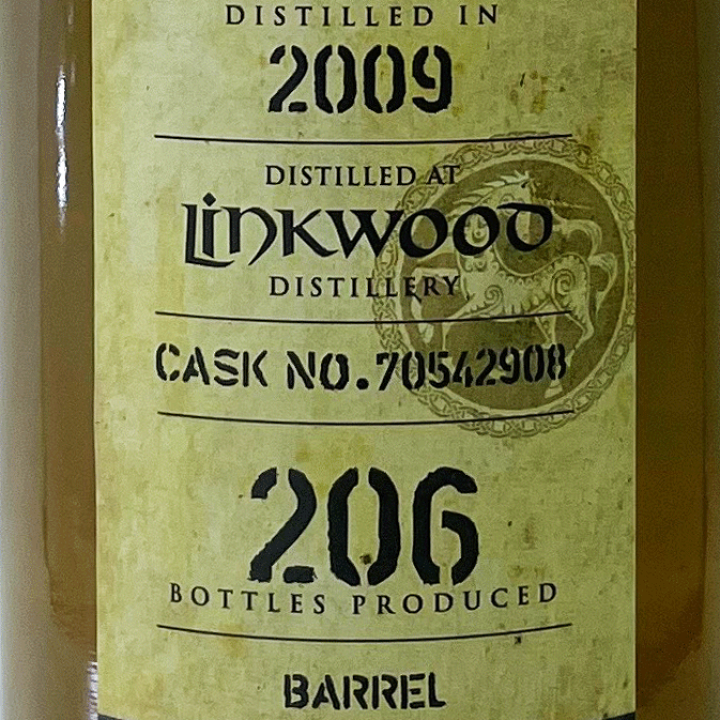 DISTILLED IN
2009
DISTILLED AT
LINKWOOD
DISTILLERY
CASK NO.70542908
206
BOTTLES PRODUCED
BARREL